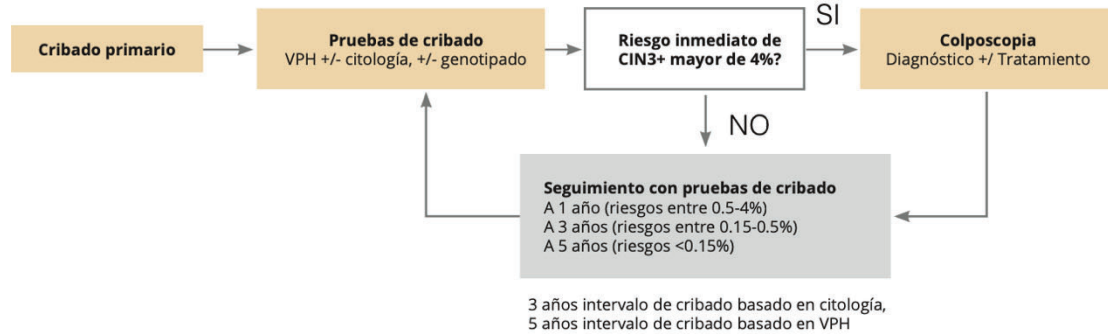 Cribado primario
Pruebas de cribado
VPH +/- citología, +/- genotipado
Riesgo inmediato de
CIN3+ mayor de 4%?
SI
Colposcopia
Diagnóstico +/ Tratamiento
NO
Seguimiento con pruebas de cribado
A 1 año (riesgos entre 0.5-4%)
A 3 años (riesgos entre 0.15-0.5%)
A 5 años (riesgos <0.15%)
3 años intervalo de cribado basado en citología,
5 años intervalo de cribado basado en VPH